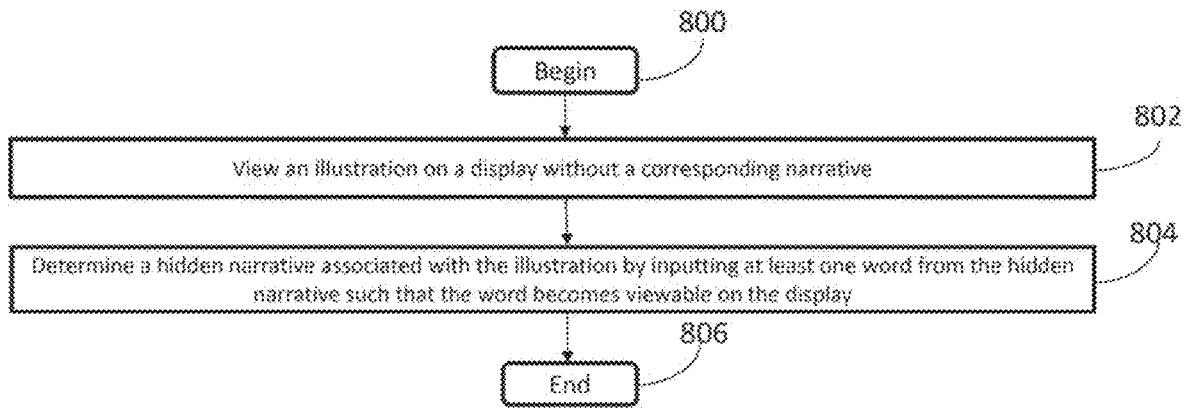 800
Begin
802
View an illustration on a display without a corresponding narrative
804
Determine a hidden narrative associated with the illustration by inputting at least one word from the hidden
narrative such that the word becomes viewable on the display
806
End